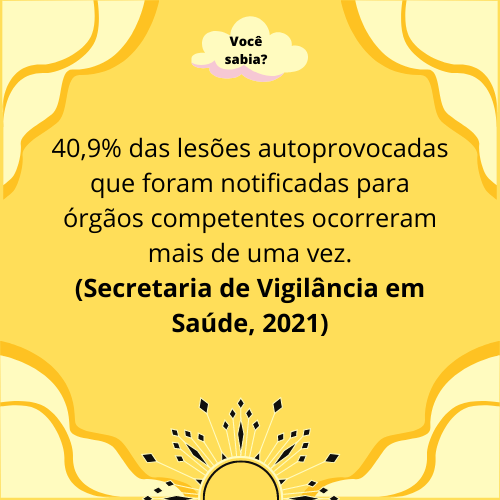 Você
sabia?
40,9% das lesões autoprovocadas
que foram notificadas para
órgãos competentes ocorreram
mais de uma vez.
(Secretaria de Vigilância em
Saúde, 2021)